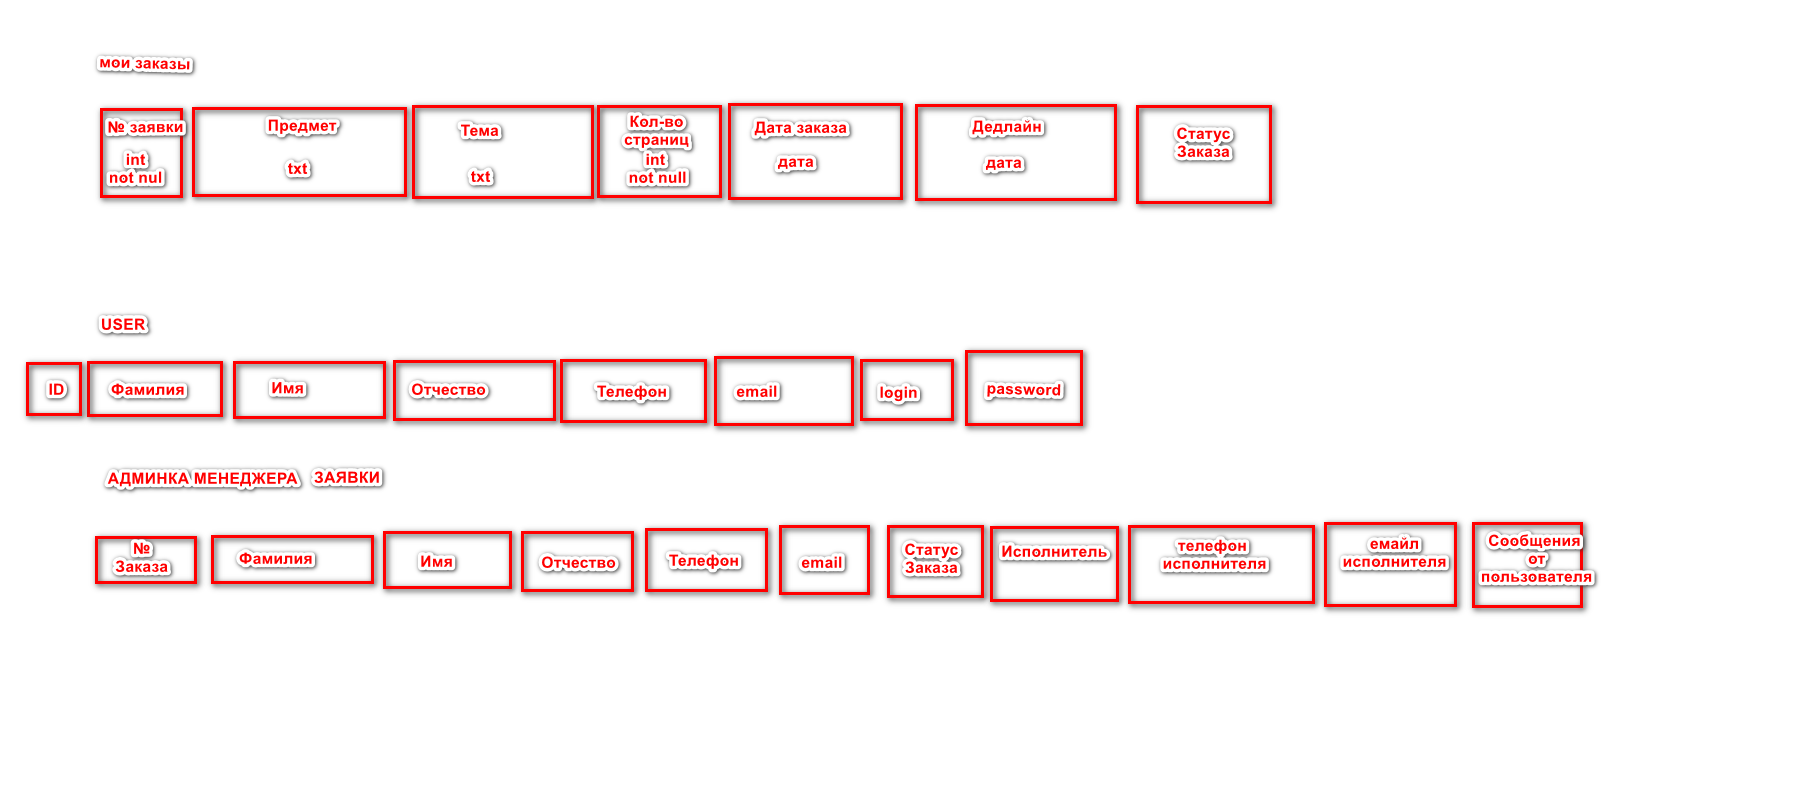 мои заказы
№ заявки
int
not nul
Предмет
txt
Тема
txt
Кол-во
страниц
int
not null
Дата заказа
дата
Дедлайн
дата
Статус
Заказа
USER
ID
Фамилия
Имя
Отчество
Телефон
email
login
password
АДМИНКА МЕНЕДЖЕРА ЗАЯВКИ
№
Заказа
Фамилия
Имя
Отчество
Телефон
email
Статус
Заказа
Исполнитель
телефон
исполнителя
емайл
исполнителя
Сообщения
от
пользователя